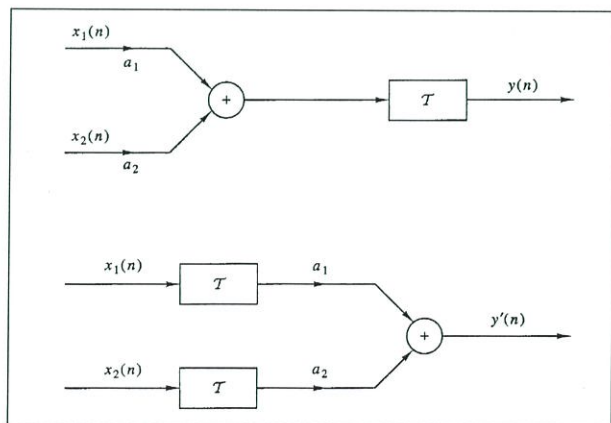 x₁(n)
a₁
+
𝒯
y(n)
x₂(n)
a₂
x₁(n)
𝒯
a₁
+
y′(n)
x₂(n)
𝒯
a₂